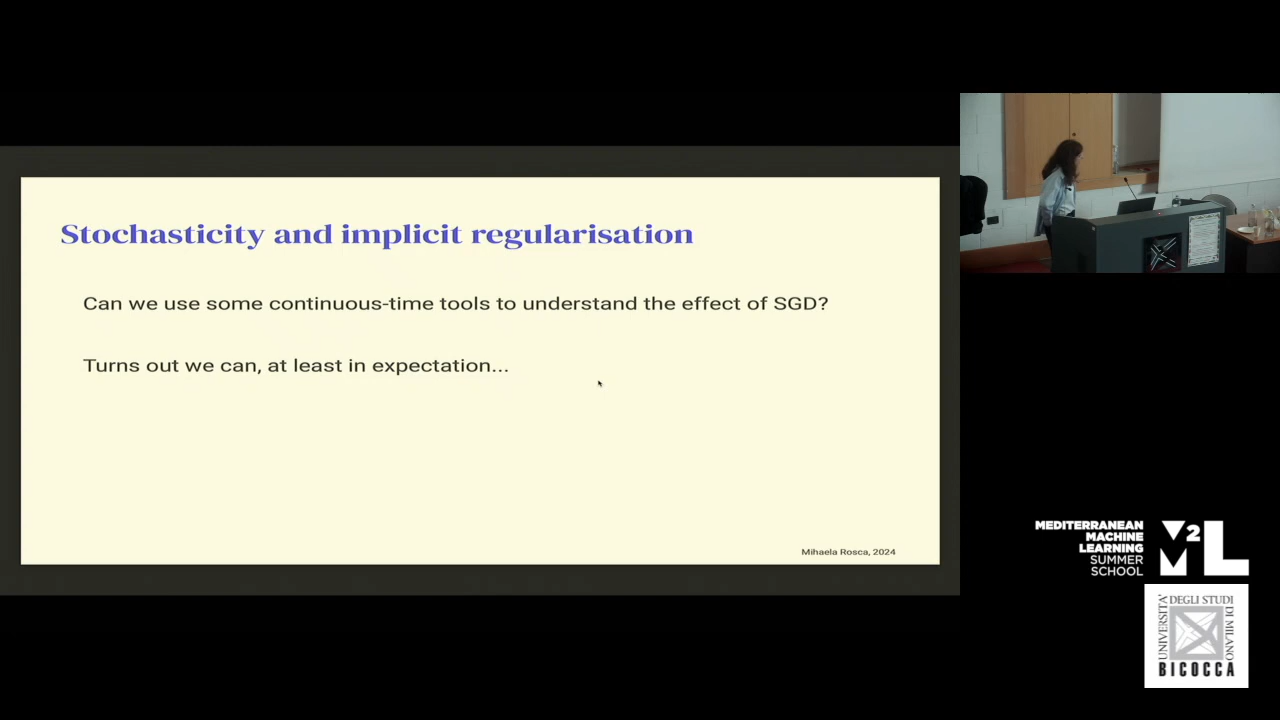 Stochasticity and implicit regularisation
Can we use some continuous-time tools to understand the effect of SGD?
Turns out we can, at least in expectation...
Mihaela Rosca, 2024
MEDITERRANEAN
MACHINE
LEARNING
SUMMER
SCHOOL
M2L
UNIVERSITA'
DEGLI STUDI
DI MILANO
BICOCCA